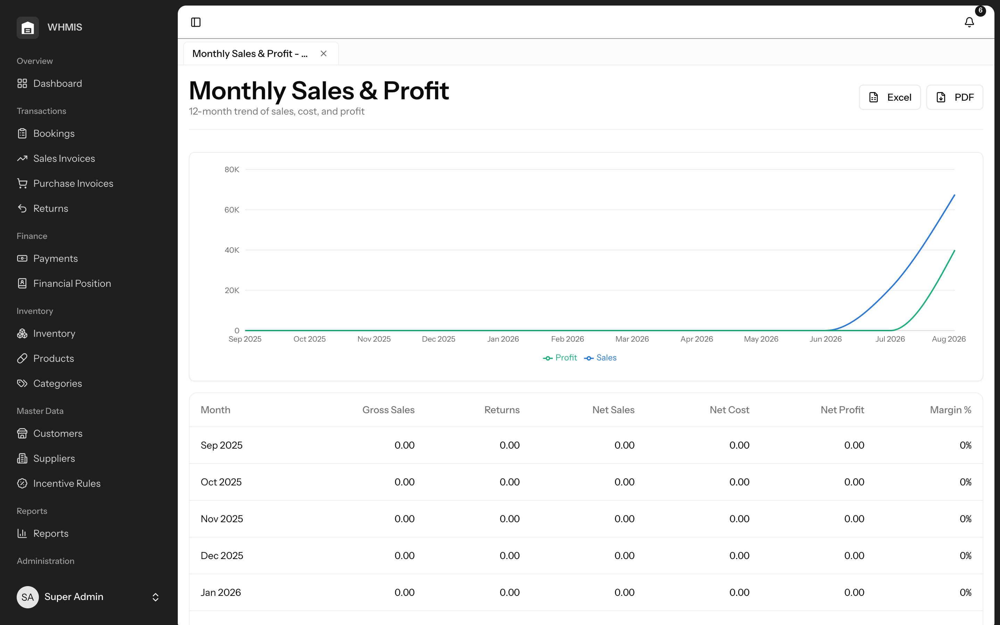 WHMIS
Overview
Dashboard
Transactions
Bookings
Sales Invoices
Purchase Invoices
Returns
Finance
Payments
Financial Position
Inventory
Inventory
Products
Categories
Master Data
Customers
Suppliers
Incentive Rules
Reports
Reports
Administration
SA Super Admin
6
Monthly Sales & Profit - ...
Monthly Sales & Profit
12-month trend of sales, cost, and profit
Excel PDF
80K
60K
40K
20K
0
Sep 2025 Oct 2025 Nov 2025 Dec 2025 Jan 2026 Feb 2026 Mar 2026 Apr 2026 May 2026 Jun 2026 Jul 2026 Aug 2026
Profit Sales
Month Gross Sales Returns Net Sales Net Cost Net Profit Margin %
Sep 2025 0.00 0.00 0.00 0.00 0.00 0%
Oct 2025 0.00 0.00 0.00 0.00 0.00 0%
Nov 2025 0.00 0.00 0.00 0.00 0.00 0%
Dec 2025 0.00 0.00 0.00 0.00 0.00 0%
Jan 2026 0.00 0.00 0.00 0.00 0.00 0%